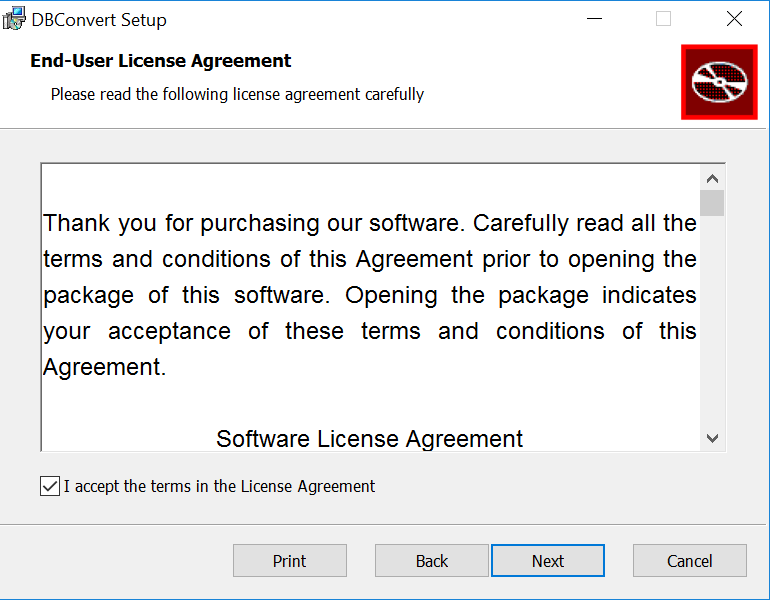 DBConvert Setup
End-User License Agreement
Please read the following license agreement carefully
Thank you for purchasing our software. Carefully read all the
terms and conditions of this Agreement prior to opening the
package of this software. Opening the package indicates
your acceptance of these terms and conditions of this
Agreement.
Software License Agreement
I accept the terms in the License Agreement
Print Back Next Cancel